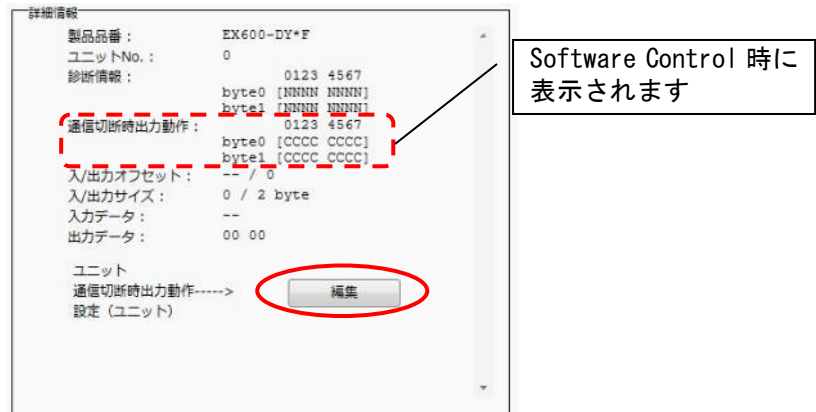 詳細情報
製品品番： EX600-DY*F
ユニットNo.： 0
診断情報： 0123 4567
byte0 [NNNN NNNN]
byte1 [NNNN NNNN]
通信切断時出力動作： 0123 4567
byte0 [CCCC CCCC]
byte1 [CCCC CCCC]
入/出力オフセット： -- / 0
入/出力サイズ： 0 / 2 byte
入力データ： --
出力データ： 00 00
ユニット
通信切断時出力動作-----> 編集
設定（ユニット）
Software Control 時に
表示されます